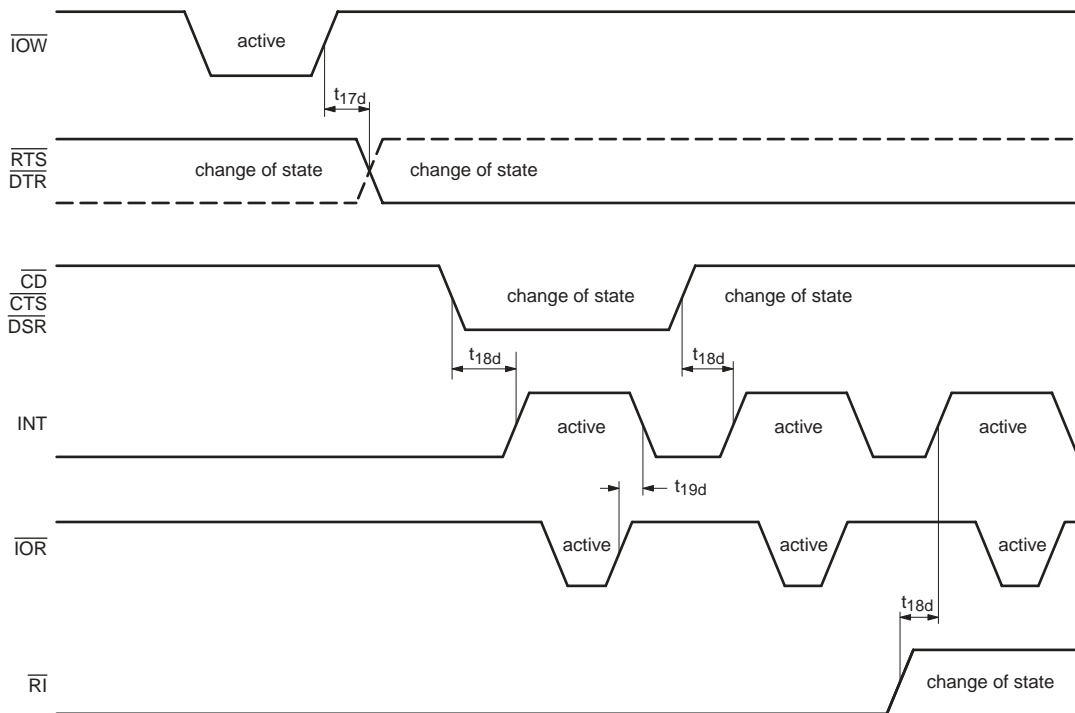 IOW
active
t17d
RTS
DTR
change of state
change of state
CD
CTS
DSR
change of state
change of state
t18d
t18d
INT
active
active
active
t19d
IOR
active
active
active
t18d
RI
change of state